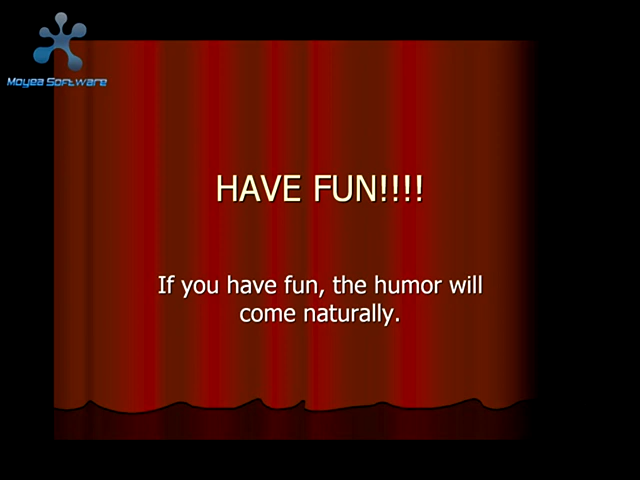 Moyea Software
HAVE FUN!!!!
If you have fun, the humor will
come naturally.